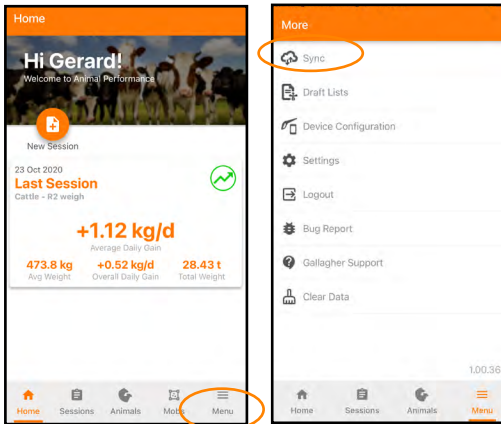 Home
Hi Gerard!
Welcome to Animal Performance
New Session
23 Oct 2020
Last Session
Cattle - R2 weigh
+1.12 kg/d
Average Daily Gain
473.8 kg
+0.52 kg/d
28.43 t
Avg Weight
Overall Daily Gain
Total Weight
Home
Sessions
Animals
Mobs
Menu
More
Sync
Draft Lists
Device Configuration
Settings
Logout
Bug Report
Gallagher Support
Clear Data
1.00.36
Home
Sessions
Animals
Menu